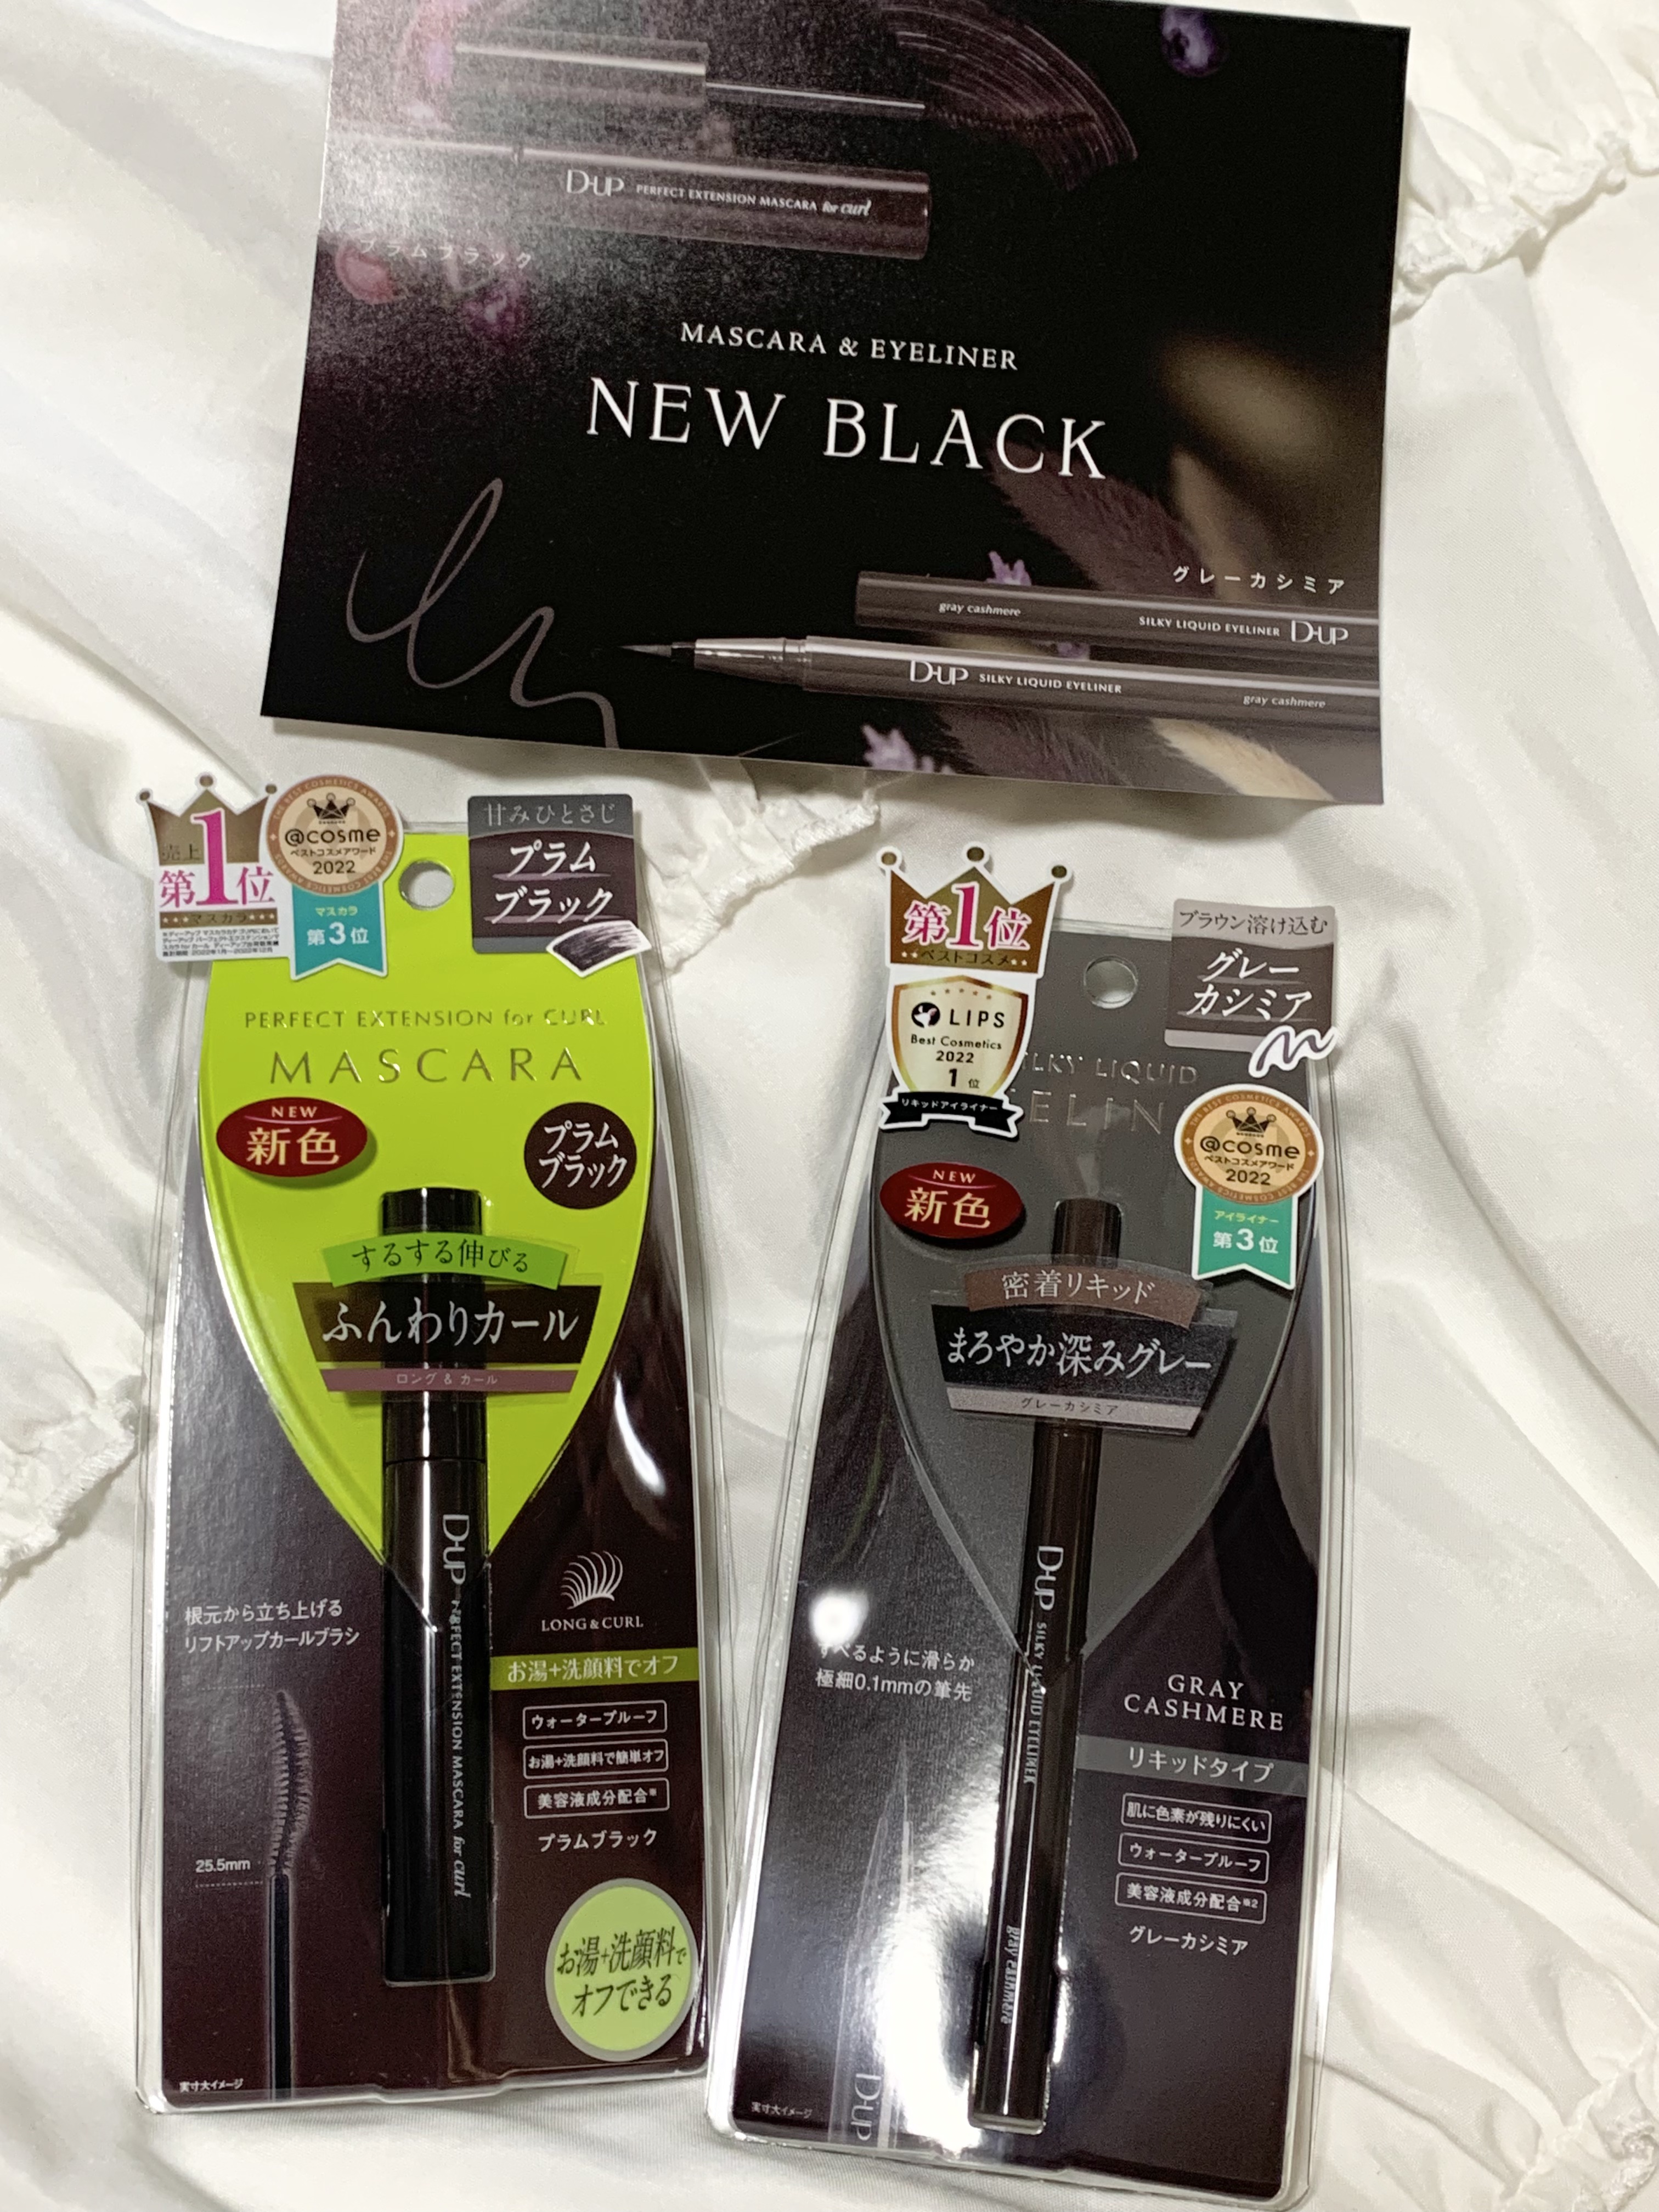 D-UP PERFECT EXTENSION MASCARA for curl
プラムブラック
MASCARA & EYELINER
NEW BLACK
グレーカシミア
gray cashmere SILKY LIQUID EYELINER D-UP
D-UP SILKY LIQUID EYELINER gray cashmere
売上
第1位
★★★マスカラ★★★
THE BEST COSMETICS AWARDS
@cosme
ベストコスメアワード
2022
マスカラ
第3位
甘みひとさじ
プラム
ブラック
PERFECT EXTENSION for CURL
MASCARA
NEW
新色
プラム
ブラック
するする伸びる
ふんわりカール
ロング & カール
D-UP PERFECT EXTENSION MASCARA for curl
根元から立ち上げる
リフトアップカールブラシ
25.5mm
実寸大イメージ
LONG&CURL
お湯+洗顔料でオフ
ウォータープルーフ
お湯+洗顔料で簡単オフ
美容液成分配合※
プラムブラック
お湯+洗顔料で
オフできる
第1位
★★ベストコスメ★★
LIPS
Best Cosmetics
2022
1位
リキッドアイライナー
ブラウン溶け込む
グレー
カシミア
SILKY LIQUID
ELIN
THE BEST COSMETICS AWARDS
@cosme
ベストコスメアワード
2022
アイライナー
第3位
NEW
新色
密着リキッド
まろやか深みグレー
グレーカシミア
D-UP SILKY LIQUID EYELINER gray cashmere
すべるように滑らか
極細0.1mmの筆先
D-UP
実寸大イメージ
GRAY
CASHMERE
リキッドタイプ
肌に色素が残りにくい
ウォータープルーフ
美容液成分配合※2
グレーカシミア